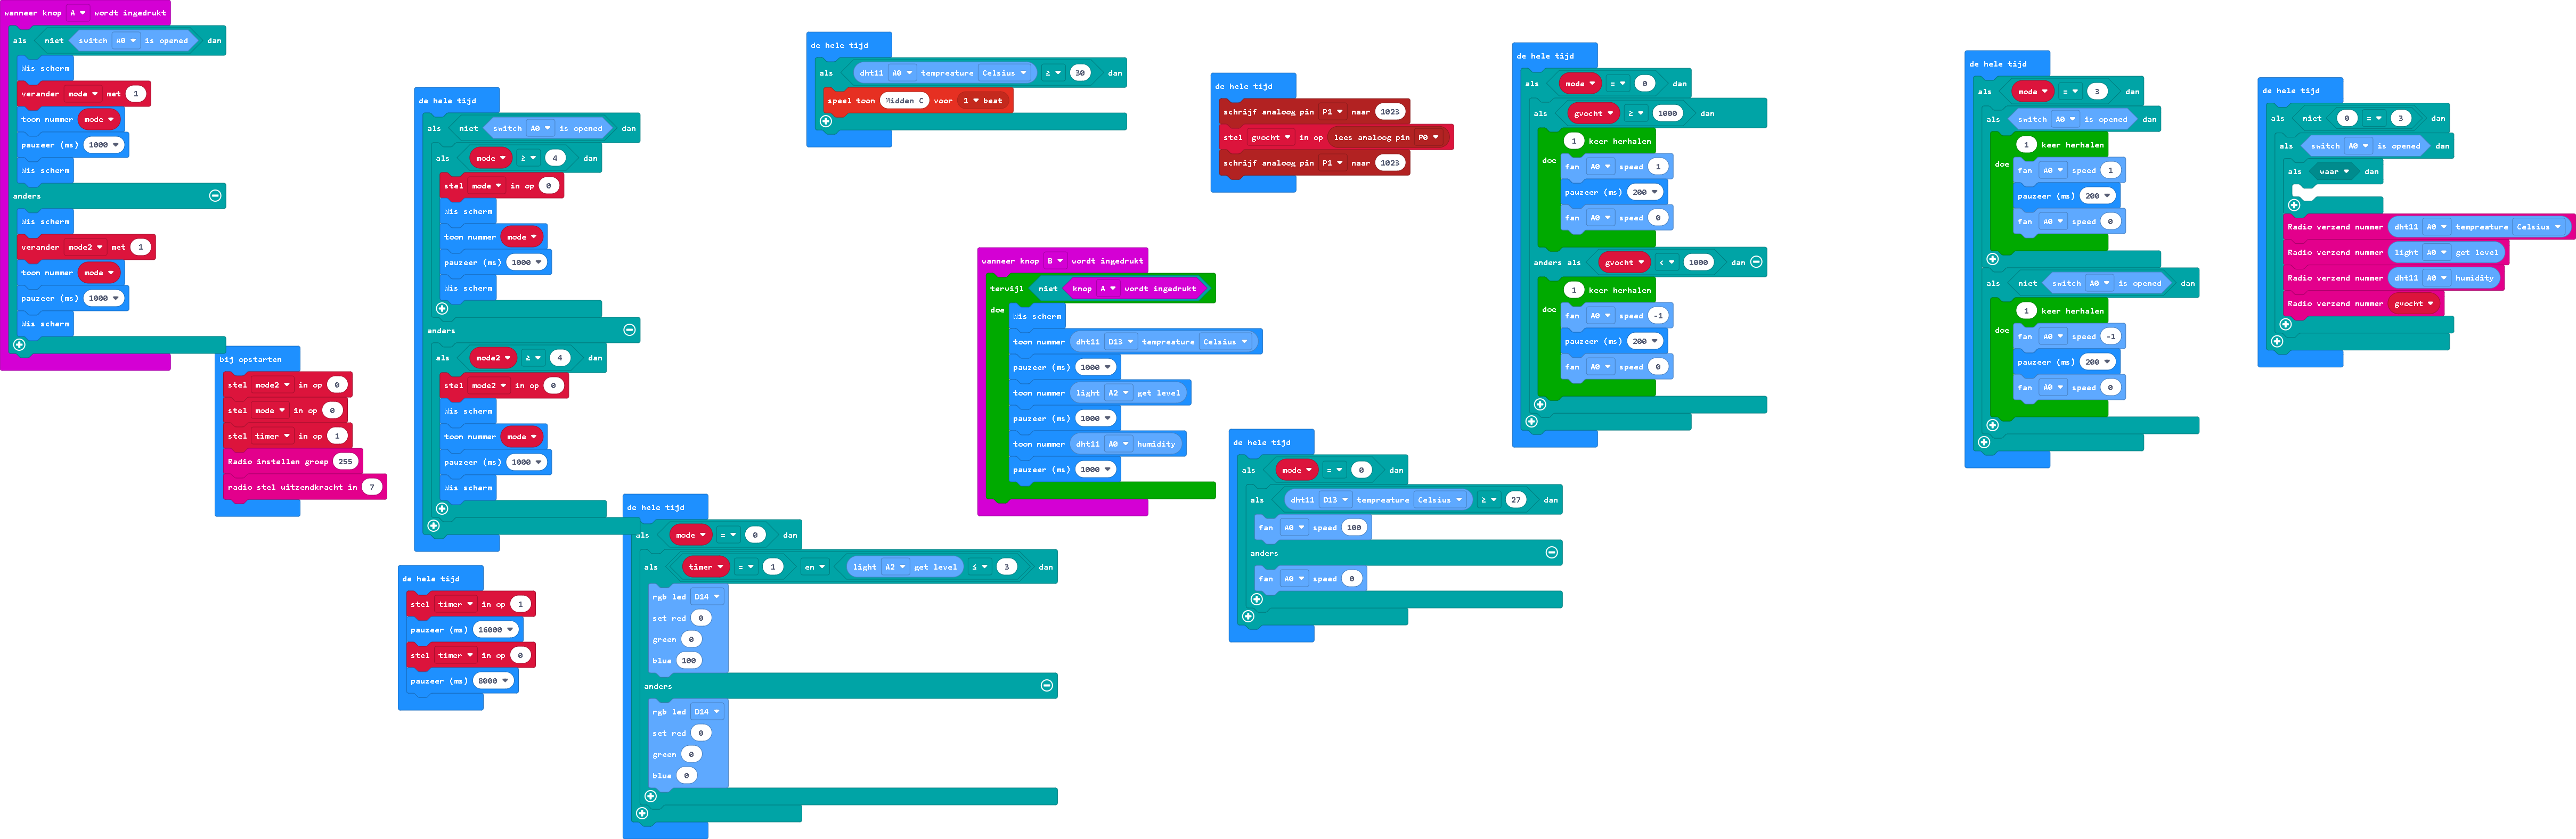 wanneer knop A wordt ingedrukt
als niet switch A0 is opened dan
Wis scherm
verander mode met 1
toon nummer mode
pauzeer (ms) 1000
Wis scherm
anders
Wis scherm
verander mode2 met 1
toon nummer mode
pauzeer (ms) 1000
Wis scherm
bij opstarten
stel mode2 in op 0
stel mode in op 0
stel timer in op 1
Radio instellen groep 255
radio stel uitzendkracht in 7
de hele tijd
als niet switch A0 is opened dan
als mode ≥ 4 dan
stel mode in op 0
Wis scherm
toon nummer mode
pauzeer (ms) 1000
Wis scherm
anders
als mode2 ≥ 4 dan
stel mode2 in op 0
Wis scherm
toon nummer mode
pauzeer (ms) 1000
Wis scherm
de hele tijd
stel timer in op 1
pauzeer (ms) 16000
stel timer in op 0
pauzeer (ms) 8000
de hele tijd
als mode = 0 dan
als timer = 1 en light A2 get level ≤ 3 dan
rgb led D14
set red 0
green 0
blue 100
anders
rgb led D14
set red 0
green 0
blue 0
de hele tijd
als dht11 A0 tempreature Celsius ≥ 30 dan
speel toon Midden C voor 1 beat
wanneer knop B wordt ingedrukt
terwijl niet knop A wordt ingedrukt
doe
Wis scherm
toon nummer dht11 D13 tempreature Celsius
pauzeer (ms) 1000
toon nummer light A2 get level
pauzeer (ms) 1000
toon nummer dht11 A0 humidity
pauzeer (ms) 1000
de hele tijd
schrijf analoog pin P1 naar 1023
stel gvocht in op lees analoog pin P0
schrijf analoog pin P1 naar 1023
de hele tijd
als mode = 0 dan
als dht11 D13 tempreature Celsius ≥ 27 dan
fan A0 speed 100
anders
fan A0 speed 0
de hele tijd
als mode = 0 dan
als gvocht ≥ 1000 dan
1 keer herhalen
doe
fan A0 speed 1
pauzeer (ms) 200
fan A0 speed 0
anders als gvocht < 1000 dan
1 keer herhalen
doe
fan A0 speed -1
pauzeer (ms) 200
fan A0 speed 0
de hele tijd
als mode = 3 dan
als switch A0 is opened dan
1 keer herhalen
doe
fan A0 speed 1
pauzeer (ms) 200
fan A0 speed 0
als niet switch A0 is opened dan
1 keer herhalen
doe
fan A0 speed -1
pauzeer (ms) 200
fan A0 speed 0
de hele tijd
als niet 0 = 3 dan
als switch A0 is opened dan
als waar dan
Radio verzend nummer dht11 A0 tempreature Celsius
Radio verzend nummer light A0 get level
Radio verzend nummer dht11 A0 humidity
Radio verzend nummer gvocht